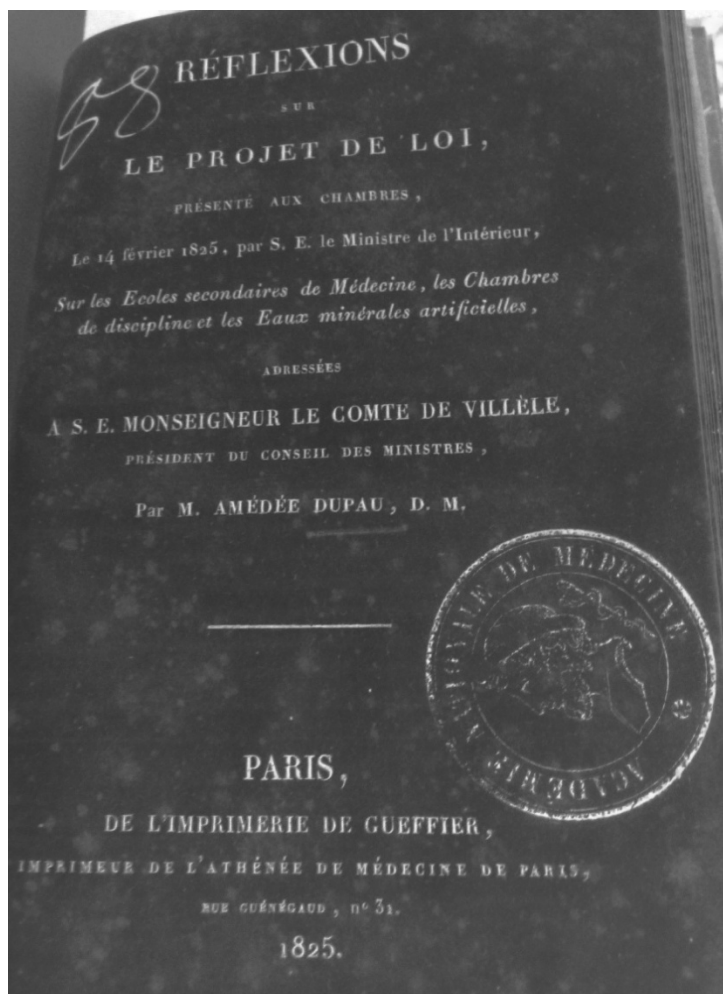 88
RÉFLEXIONS
SUR
LE PROJET DE LOI,
PRÉSENTÉ AUX CHAMBRES,
Le 14 février 1825, par S. E. le Ministre de l'Intérieur,
Sur les Ecoles secondaires de Médecine, les Chambres
de discipline et les Eaux minérales artificielles,
ADRESSÉES
A S. E. MONSEIGNEUR LE COMTE DE VILLÈLE,
PRÉSIDENT DU CONSEIL DES MINISTRES,
Par M. AMÉDÉE DUPAU, D. M.
ACADÉMIE NATIONALE DE MÉDECINE
PARIS,
DE L'IMPRIMERIE DE GUEFFIER,
IMPRIMEUR DE L'ATHÉNÉE DE MÉDECINE DE PARIS,
RUE GUÉNÉGAUD, nº 31.
1825.